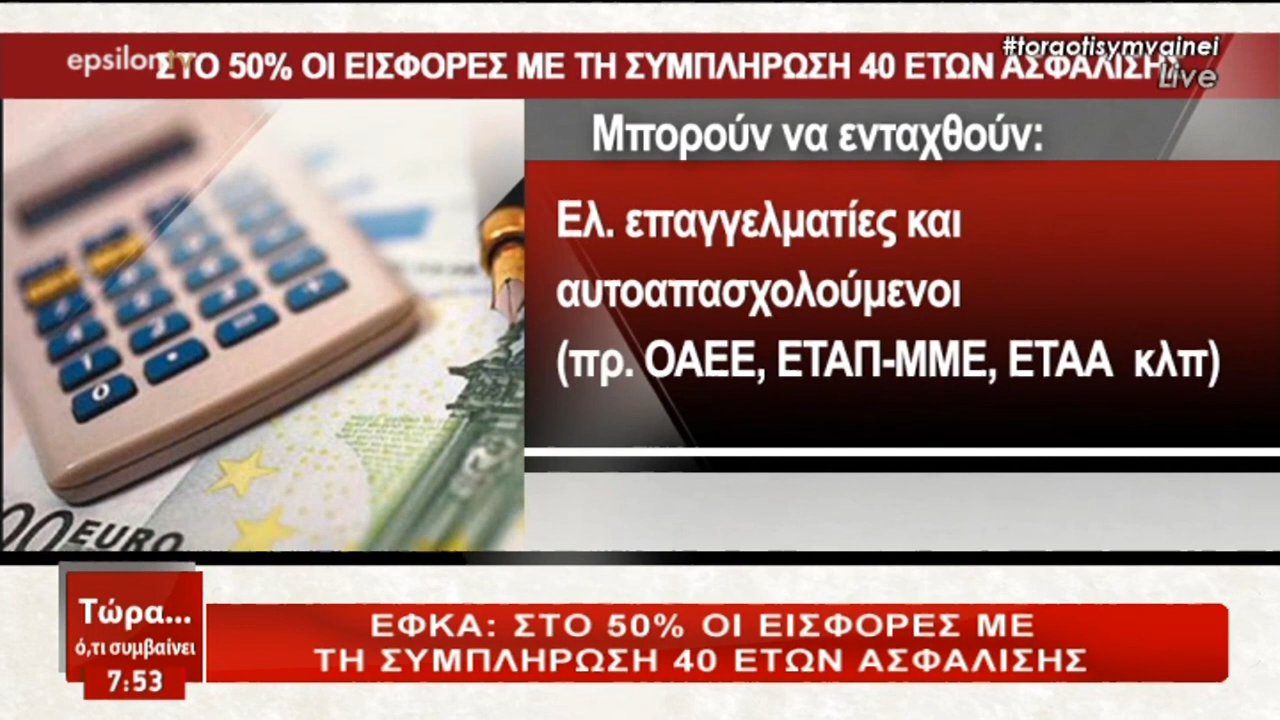 epsilontv
#toraotisymvainei
Live
ΣΤΟ 50% ΟΙ ΕΙΣΦΟΡΕΣ ΜΕ ΤΗ ΣΥΜΠΛΗΡΩΣΗ 40 ΕΤΩΝ ΑΣΦΑΛΙΣΗΣ
Μπορούν να ενταχθούν:
Ελ. επαγγελματίες και
αυτοαπασχολούμενοι
(πρ. ΟΑΕΕ, ΕΤΑΠ-ΜΜΕ, ΕΤΑΑ κλπ)
00 EURO
Τώρα...
ό,τι συμβαίνει
7:53
ΕΦΚΑ: ΣΤΟ 50% ΟΙ ΕΙΣΦΟΡΕΣ ΜΕ
ΤΗ ΣΥΜΠΛΗΡΩΣΗ 40 ΕΤΩΝ ΑΣΦΑΛΙΣΗΣ